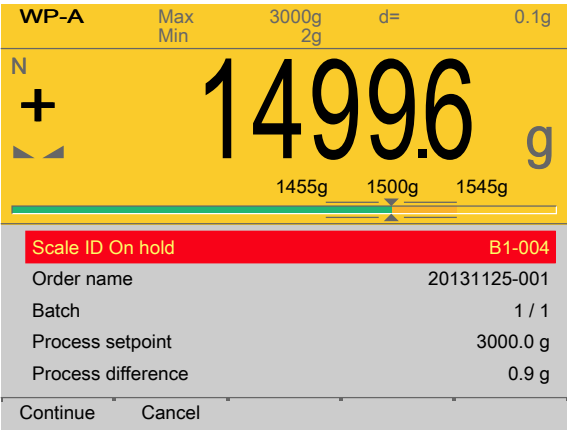 WP-A Max 3000g d= 0.1g
Min 2g
N
+ 1499.6 g
1455g 1500g 1545g
Scale ID On hold B1-004
Order name 20131125-001
Batch 1 / 1
Process setpoint 3000.0 g
Process difference 0.9 g
Continue Cancel